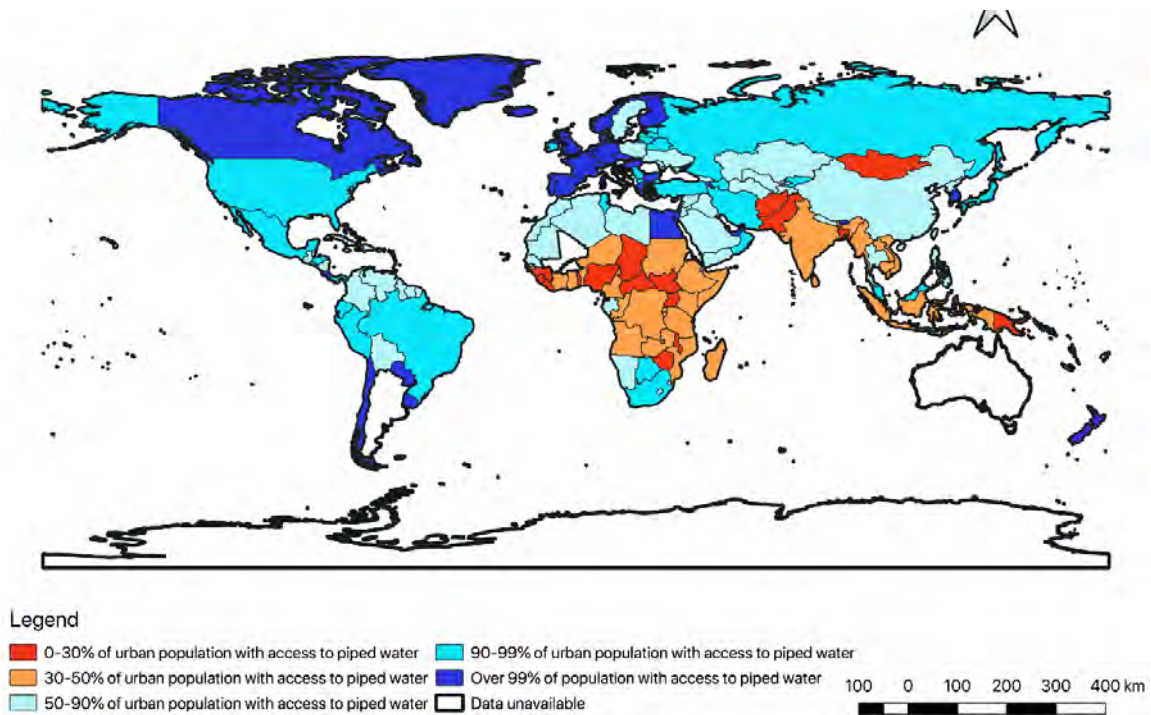 Legend
0-30% of urban population with access to piped water
90-99% of urban population with access to piped water
30-50% of urban population with access to piped water
Over 99% of population with access to piped water
50-90% of urban population with access to piped water
Data unavailable
100 0 100 200 300 400 km